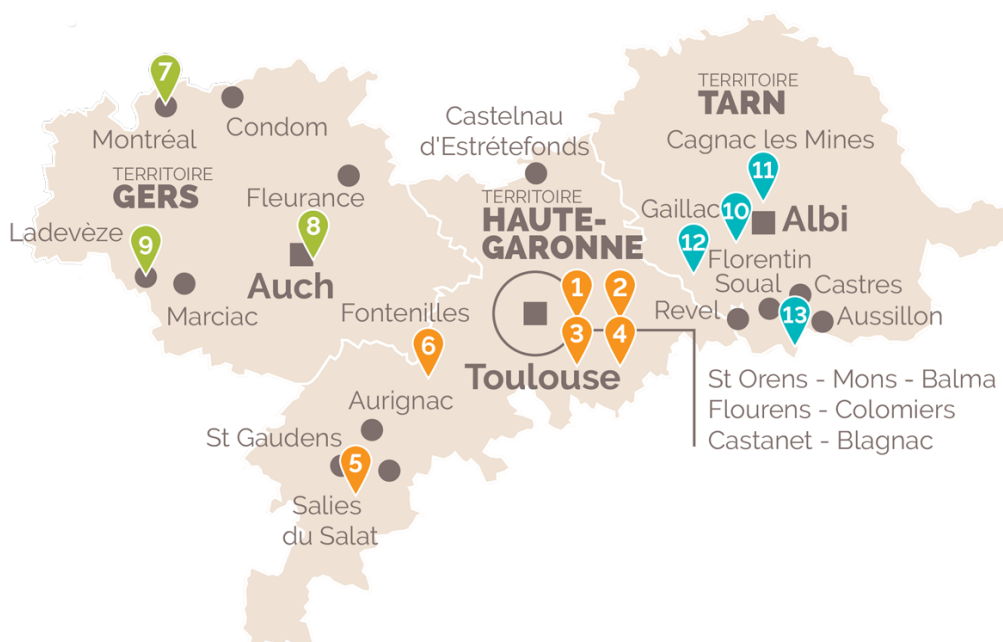 7
Montréal
Condom
TERRITOIRE
GERS
Fleurance
Ladevèze
9
8
Auch
Marciac
Castelnau
d'Estrétefonds
TERRITOIRE
HAUTE-
GARONNE
Fontenilles
6
1
2
3
4
Toulouse
Aurignac
St Gaudens
5
Salies
du Salat
TERRITOIRE
TARN
Cagnac les Mines
11
Gaillac
10
Albi
12
Florentin
Soual
Castres
Revel
13
Aussillon
St Orens - Mons - Balma
Flourens - Colomiers
Castanet - Blagnac